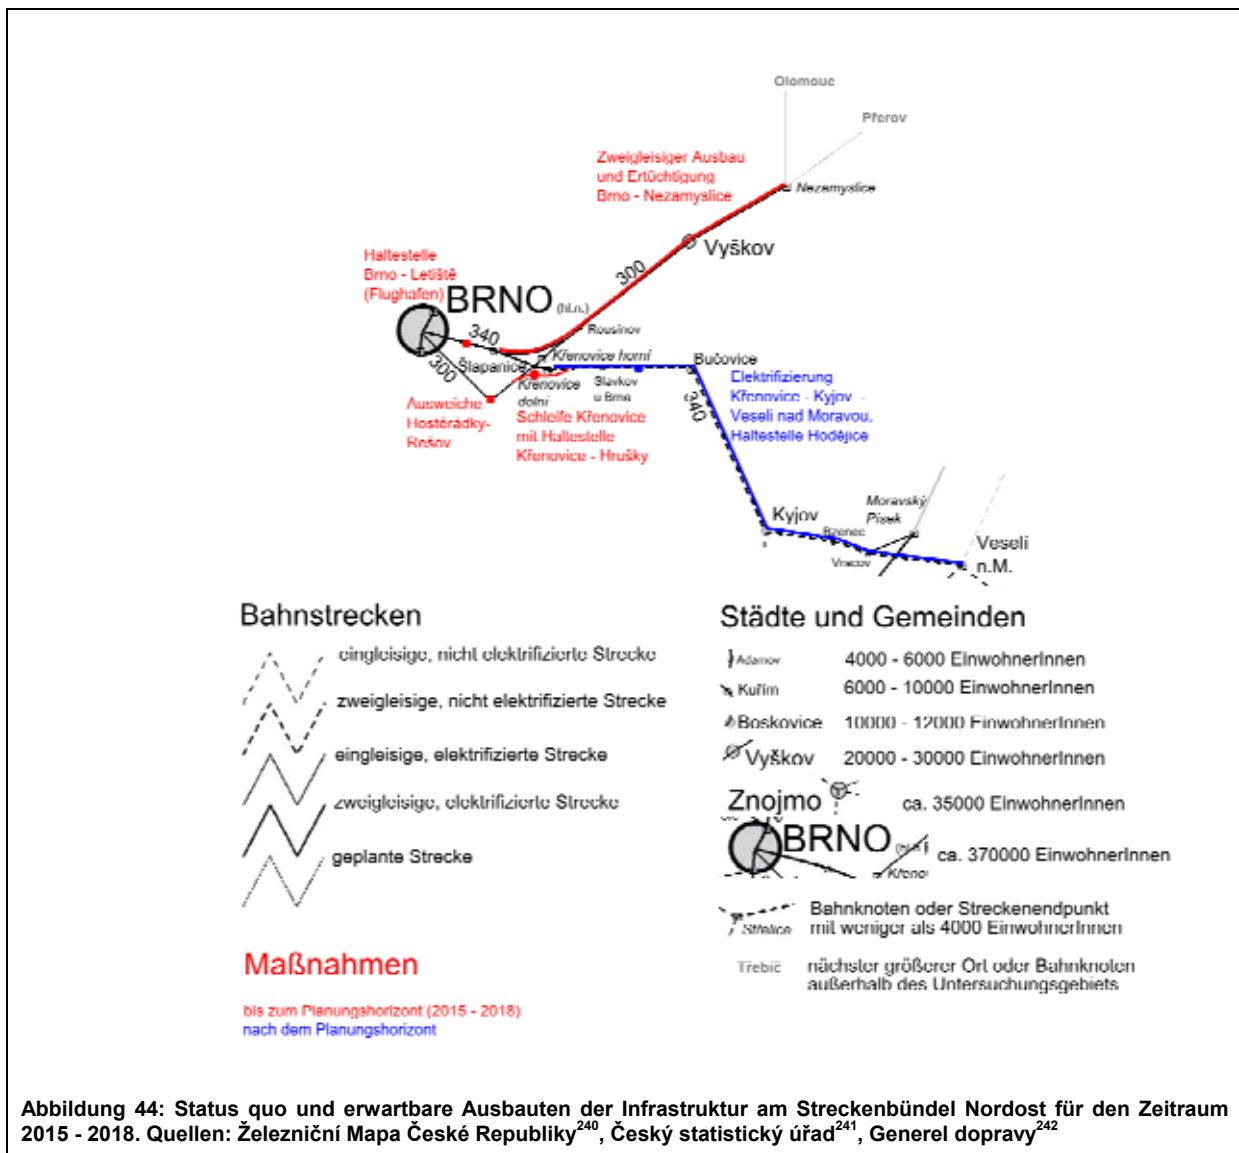 Olomouc
Přerov
Zweigleisiger Ausbau
und Ertüchtigung
Brno - Nezamyslice
Nezamyslice
Vyškov
300
Haltestelle
Brno - Letiště
(Flughafen)
BRNO (hl.n.)
340
Rousínov
300
Šlapanice
Křenovice horní
Bučovice
Křenovice
dolní
Slavkov
u Brna
Elektrifizierung
Křenovice - Kyjov -
Veselí nad Moravou,
Haltestelle Hodějice
340
Ausweiche
Hostěrádky-
Rešov
Schleife Křenovice
mit Haltestelle
Křenovice - Hrušky
Moravský
Písek
Kyjov
Bzenec
Vracov
Veselí
n.M.
Bahnstrecken
eingleisige, nicht elektrifizierte Strecke
zweigleisige, nicht elektrifizierte Strecke
eingleisige, elektrifizierte Strecke
zweigleisige, elektrifizierte Strecke
geplante Strecke
Maßnahmen
bis zum Planungshorizont (2015 - 2018)
nach dem Planungshorizont
Städte und Gemeinden
Adamov 4000 - 6000 EinwohnerInnen
Kuřim 6000 - 10000 EinwohnerInnen
Boskovice 10000 - 12000 EinwohnerInnen
Vyškov 20000 - 30000 EinwohnerInnen
Znojmo ca. 35000 EinwohnerInnen
BRNO ca. 370000 EinwohnerInnen
Bahnknoten oder Streckenendpunkt
Střelice mit weniger als 4000 EinwohnerInnen
Třebíč nächster größerer Ort oder Bahnknoten
außerhalb des Untersuchungsgebiets
Abbildung 44: Status quo und erwartbare Ausbauten der Infrastruktur am Streckenbündel Nordost für den Zeitraum
2015 - 2018. Quellen: Železniční Mapa České Republiky240, Český statistický úřad241, Generel dopravy242